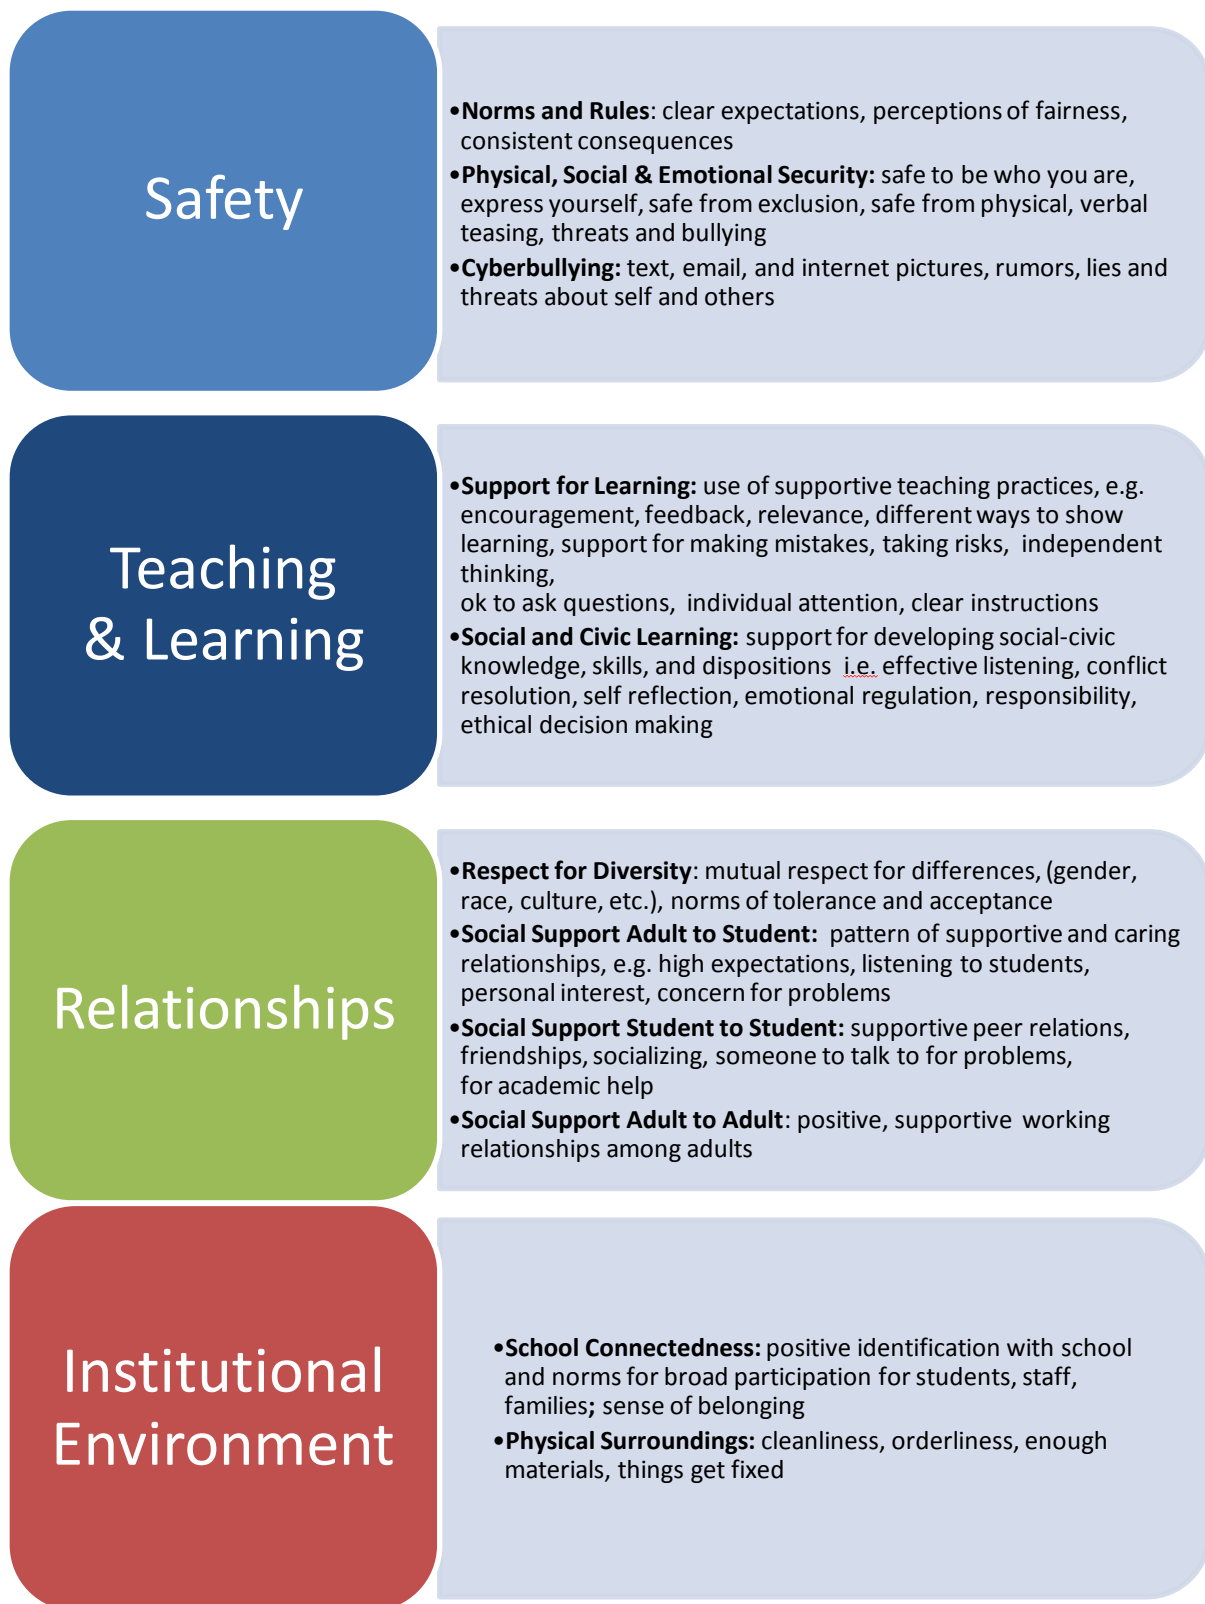 Safety
•Norms and Rules: clear expectations, perceptions of fairness,
consistent consequences
•Physical, Social & Emotional Security: safe to be who you are,
express yourself, safe from exclusion, safe from physical, verbal
teasing, threats and bullying
•Cyberbullying: text, email, and internet pictures, rumors, lies and
threats about self and others
Teaching
& Learning
•Support for Learning: use of supportive teaching practices, e.g.
encouragement, feedback, relevance, different ways to show
learning, support for making mistakes, taking risks, independent
thinking,
ok to ask questions, individual attention, clear instructions
•Social and Civic Learning: support for developing social-civic
knowledge, skills, and dispositions i.e. effective listening, conflict
resolution, self reflection, emotional regulation, responsibility,
ethical decision making
Relationships
•Respect for Diversity: mutual respect for differences, (gender,
race, culture, etc.), norms of tolerance and acceptance
•Social Support Adult to Student: pattern of supportive and caring
relationships, e.g. high expectations, listening to students,
personal interest, concern for problems
•Social Support Student to Student: supportive peer relations,
friendships, socializing, someone to talk to for problems,
for academic help
•Social Support Adult to Adult: positive, supportive working
relationships among adults
Institutional
Environment
•School Connectedness: positive identification with school
and norms for broad participation for students, staff,
families; sense of belonging
•Physical Surroundings: cleanliness, orderliness, enough
materials, things get fixed